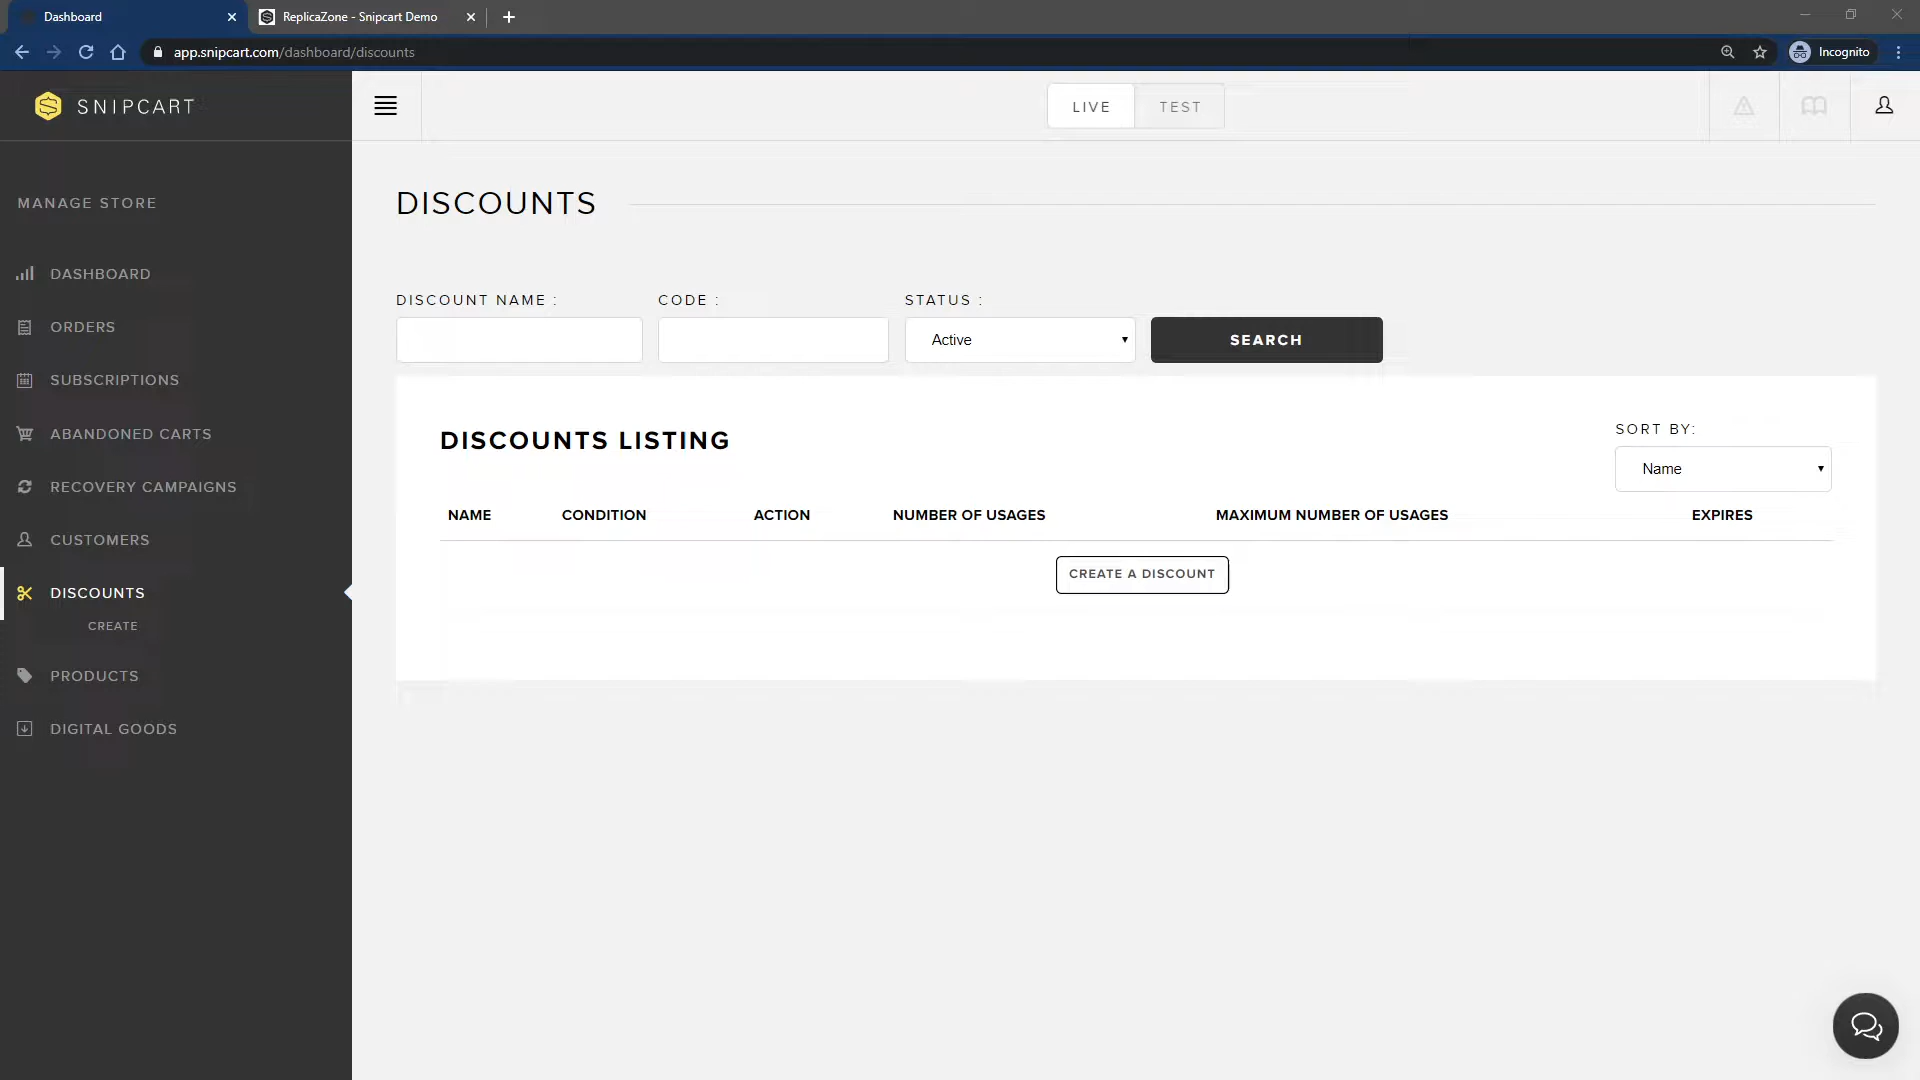 Dashboard
ReplicaZone - Snipcart Demo
app.snipcart.com/dashboard/discounts
Incognito
SNIPCART
LIVE
TEST
MANAGE STORE
DASHBOARD
ORDERS
SUBSCRIPTIONS
ABANDONED CARTS
RECOVERY CAMPAIGNS
CUSTOMERS
DISCOUNTS
CREATE
PRODUCTS
DIGITAL GOODS
DISCOUNTS
DISCOUNT NAME :
CODE :
STATUS :
Active
SEARCH
DISCOUNTS LISTING
SORT BY:
Name
NAME CONDITION ACTION NUMBER OF USAGES MAXIMUM NUMBER OF USAGES EXPIRES
CREATE A DISCOUNT